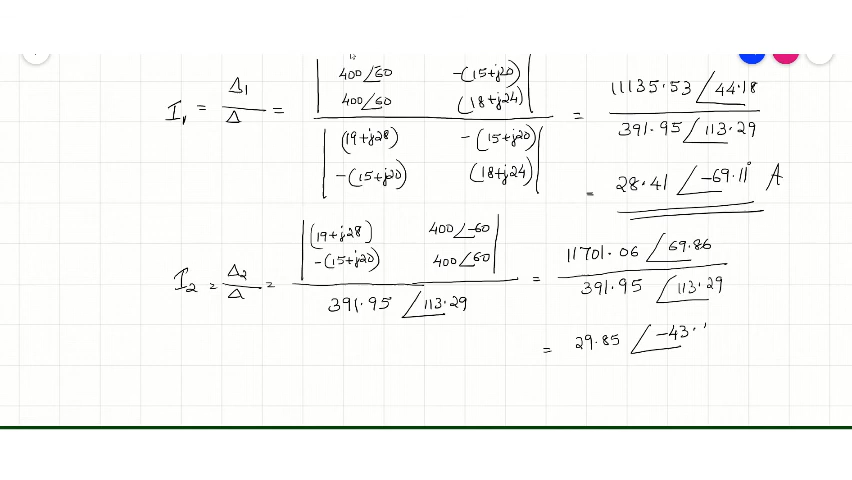 400∠-60 -(15+j20)
400∠60 (18+j24)
I₁ = Δ1/Δ = = 11135.53 ∠44.18
391.95 ∠113.29
(19+j28) -(15+j20)
-(15+j20) (18+j24)
= 28.41 ∠-69.11° A
(19+j28) 400∠-60
-(15+j20) 400∠60
I2 = Δ2/Δ = = 11701.06 ∠69.86
391.95 ∠113.29 391.95 ∠113.29
= 29.85 ∠-43.